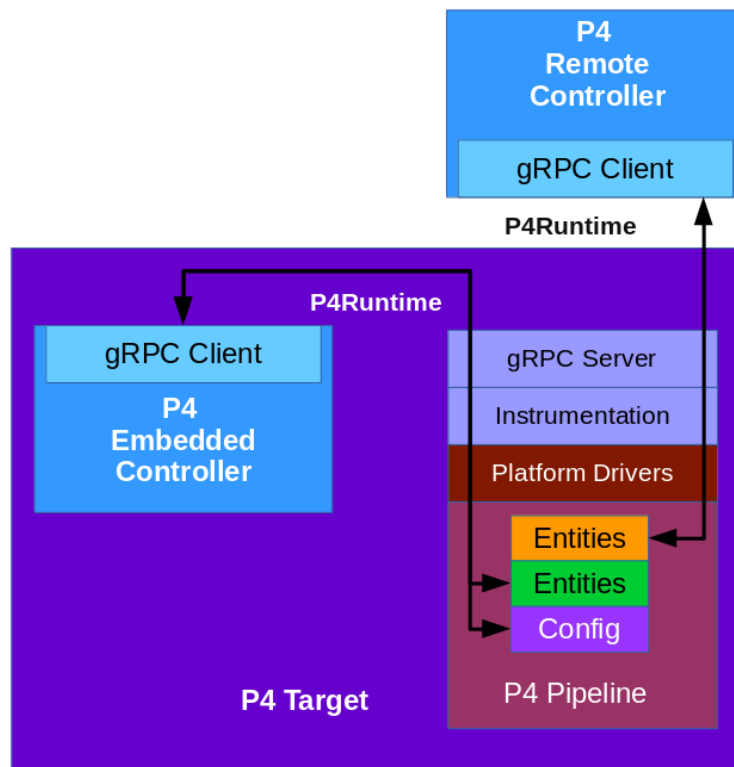 P4
Remote
Controller
gRPC Client
P4Runtime
P4Runtime
gRPC Client
P4
Embedded
Controller
gRPC Server
Instrumentation
Platform Drivers
Entities
Entities
Config
P4 Pipeline
P4 Target